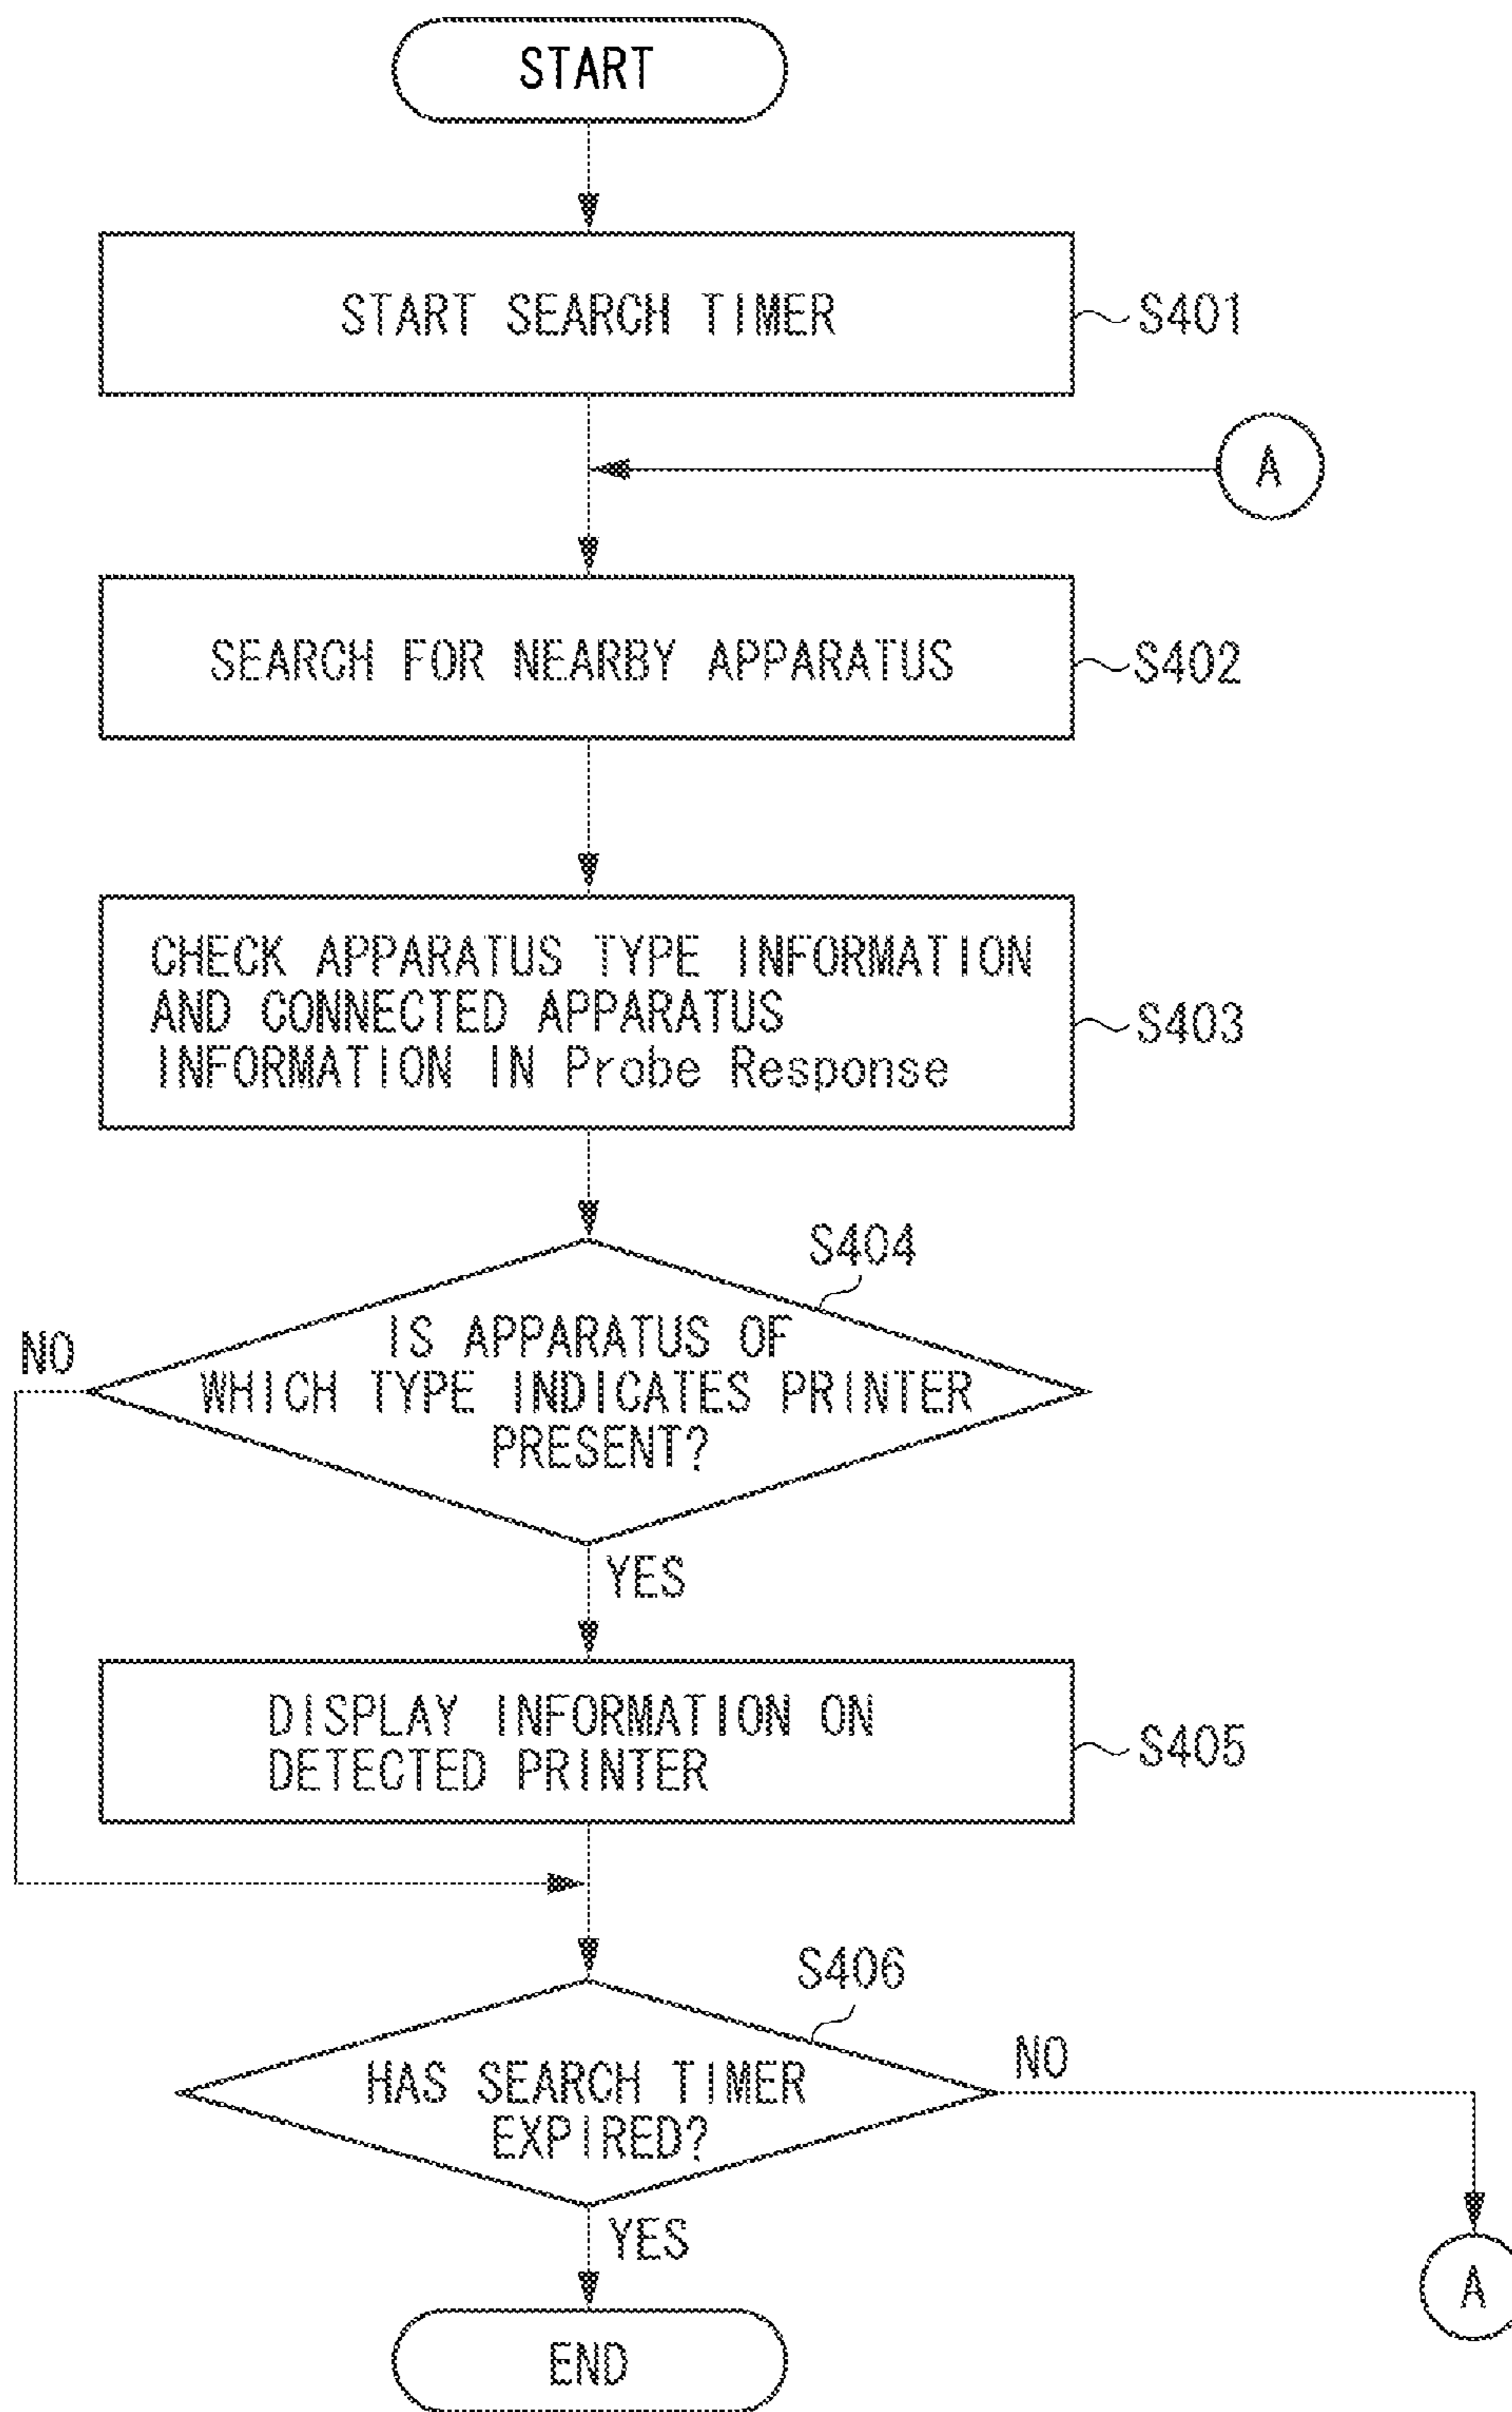 START
START SEARCH TIMER
S401
A
SEARCH FOR NEARBY APPARATUS
S402
CHECK APPARATUS TYPE INFORMATION
AND CONNECTED APPARATUS
INFORMATION IN Probe Response
S403
S404
IS APPARATUS OF
WHICH TYPE INDICATES PRINTER
PRESENT?
NO
YES
DISPLAY INFORMATION ON
DETECTED PRINTER
S405
S406
HAS SEARCH TIMER
EXPIRED?
NO
YES
A
END